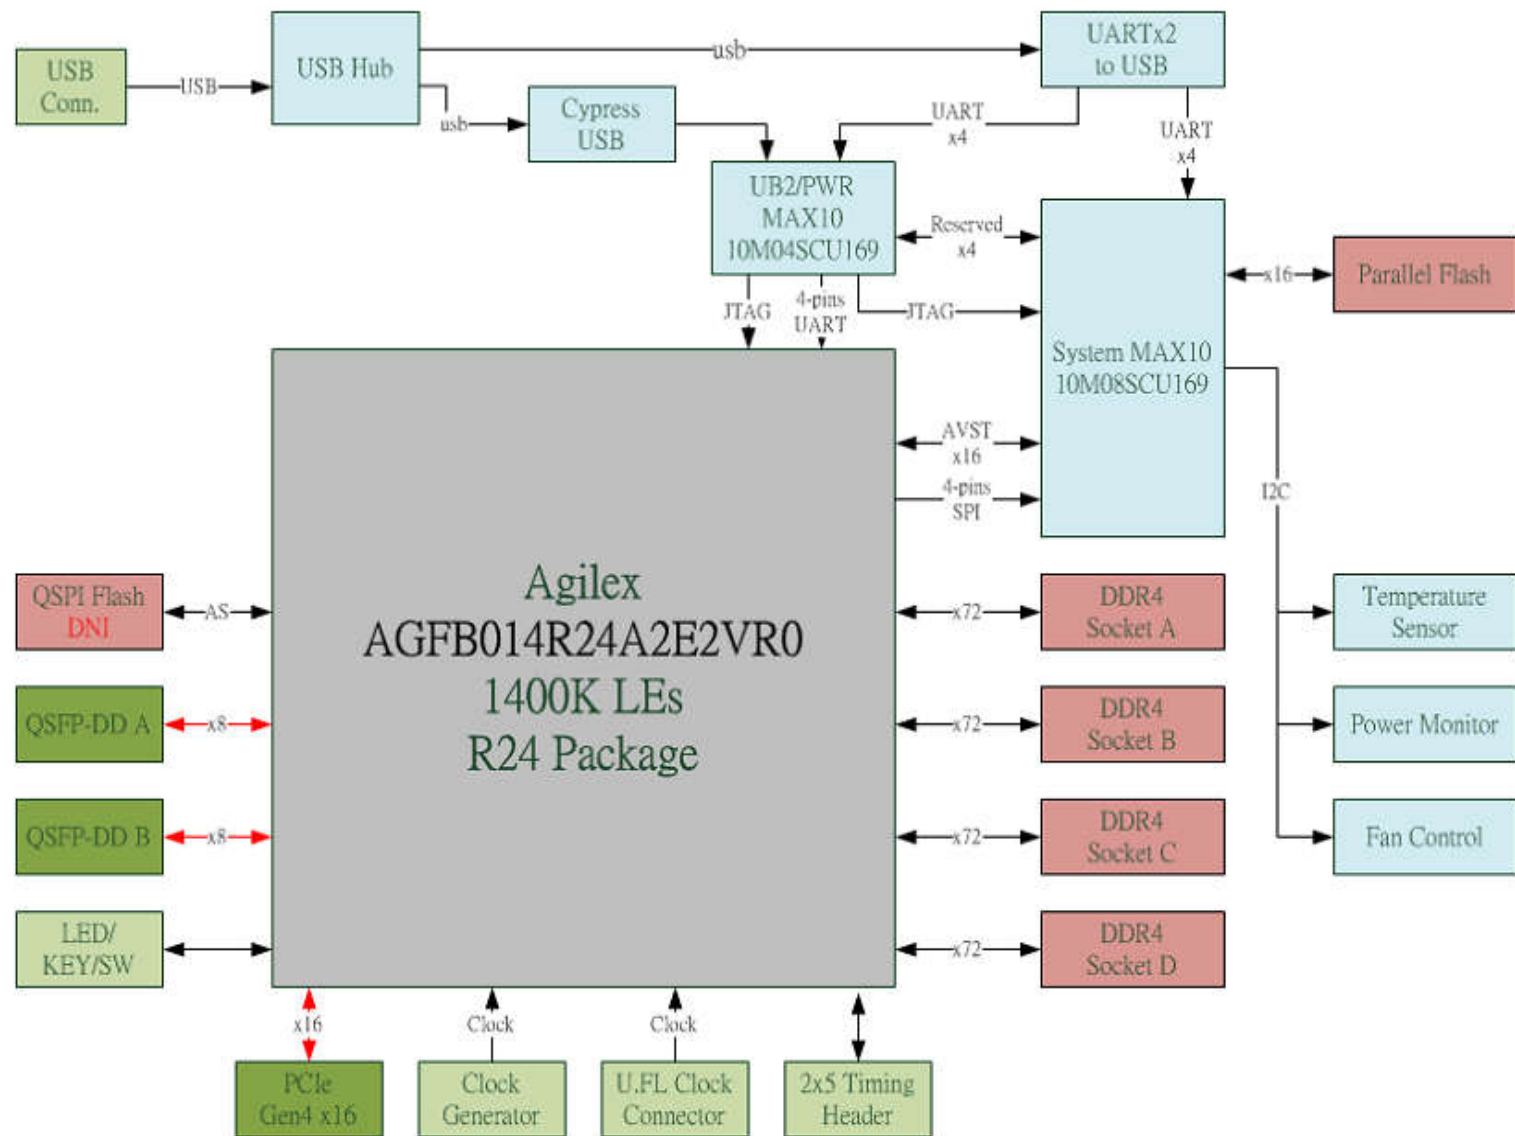 USB
Conn.
USB
USB Hub
usb
usb
Cypress
USB
UARTx2
to USB
UART
x4
UART
x4
UB2/PWR
MAX10
10M04SCU169
Reserved
x4
JTAG
4-pins
UART
JTAG
System MAX10
10M08SCU169
x16
Parallel Flash
AVST
x16
4-pins
SPI
I2C
Agilex
AGFB014R24A2E2VR0
1400K LEs
R24 Package
QSPI Flash
DNI
AS
QSFP-DD A
x8
QSFP-DD B
x8
LED/
KEY/SW
x72
DDR4
Socket A
x72
DDR4
Socket B
x72
DDR4
Socket C
x72
DDR4
Socket D
Temperature
Sensor
Power Monitor
Fan Control
x16
PCIe
Gen4 x16
Clock
Clock
Generator
Clock
U.FL Clock
Connector
2x5 Timing
Header